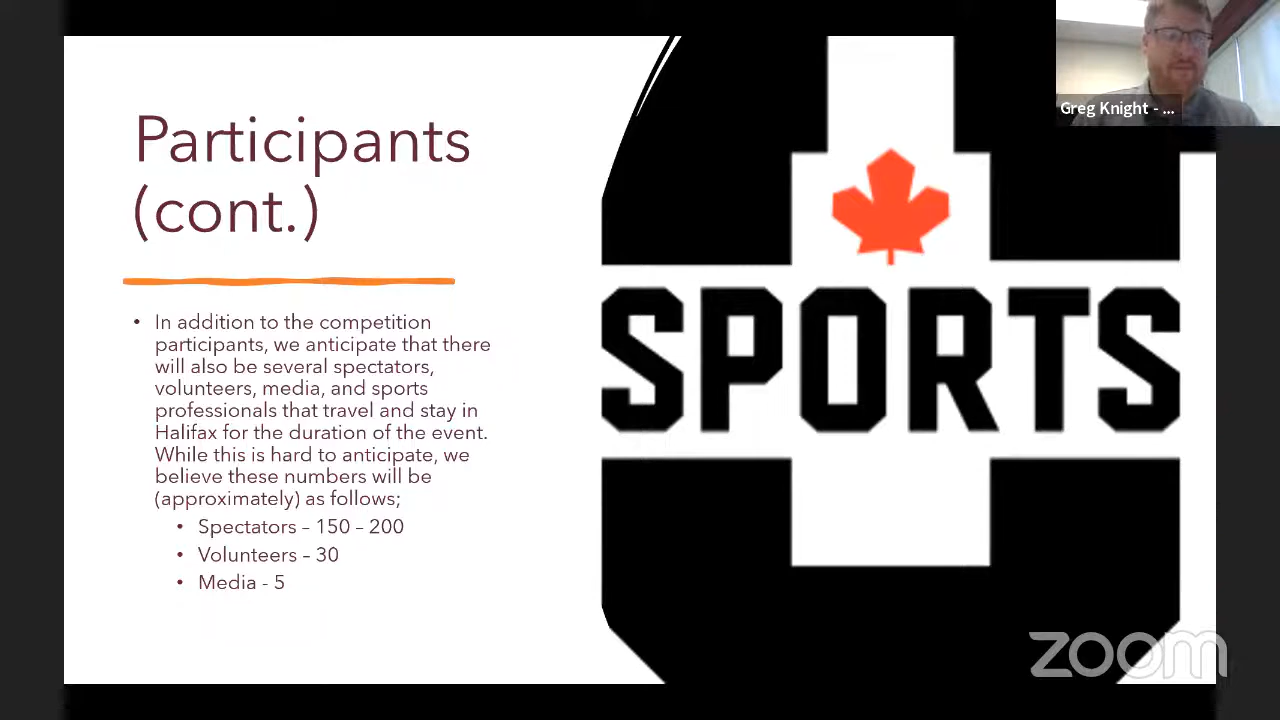 Participants
(cont.)
• In addition to the competition
participants, we anticipate that there
will also be several spectators,
volunteers, media, and sports
professionals that travel and stay in
Halifax for the duration of the event.
While this is hard to anticipate, we
believe these numbers will be
(approximately) as follows;
• Spectators – 150 – 200
• Volunteers – 30
• Media - 5
SPORTS
Greg Knight - ...
zoom